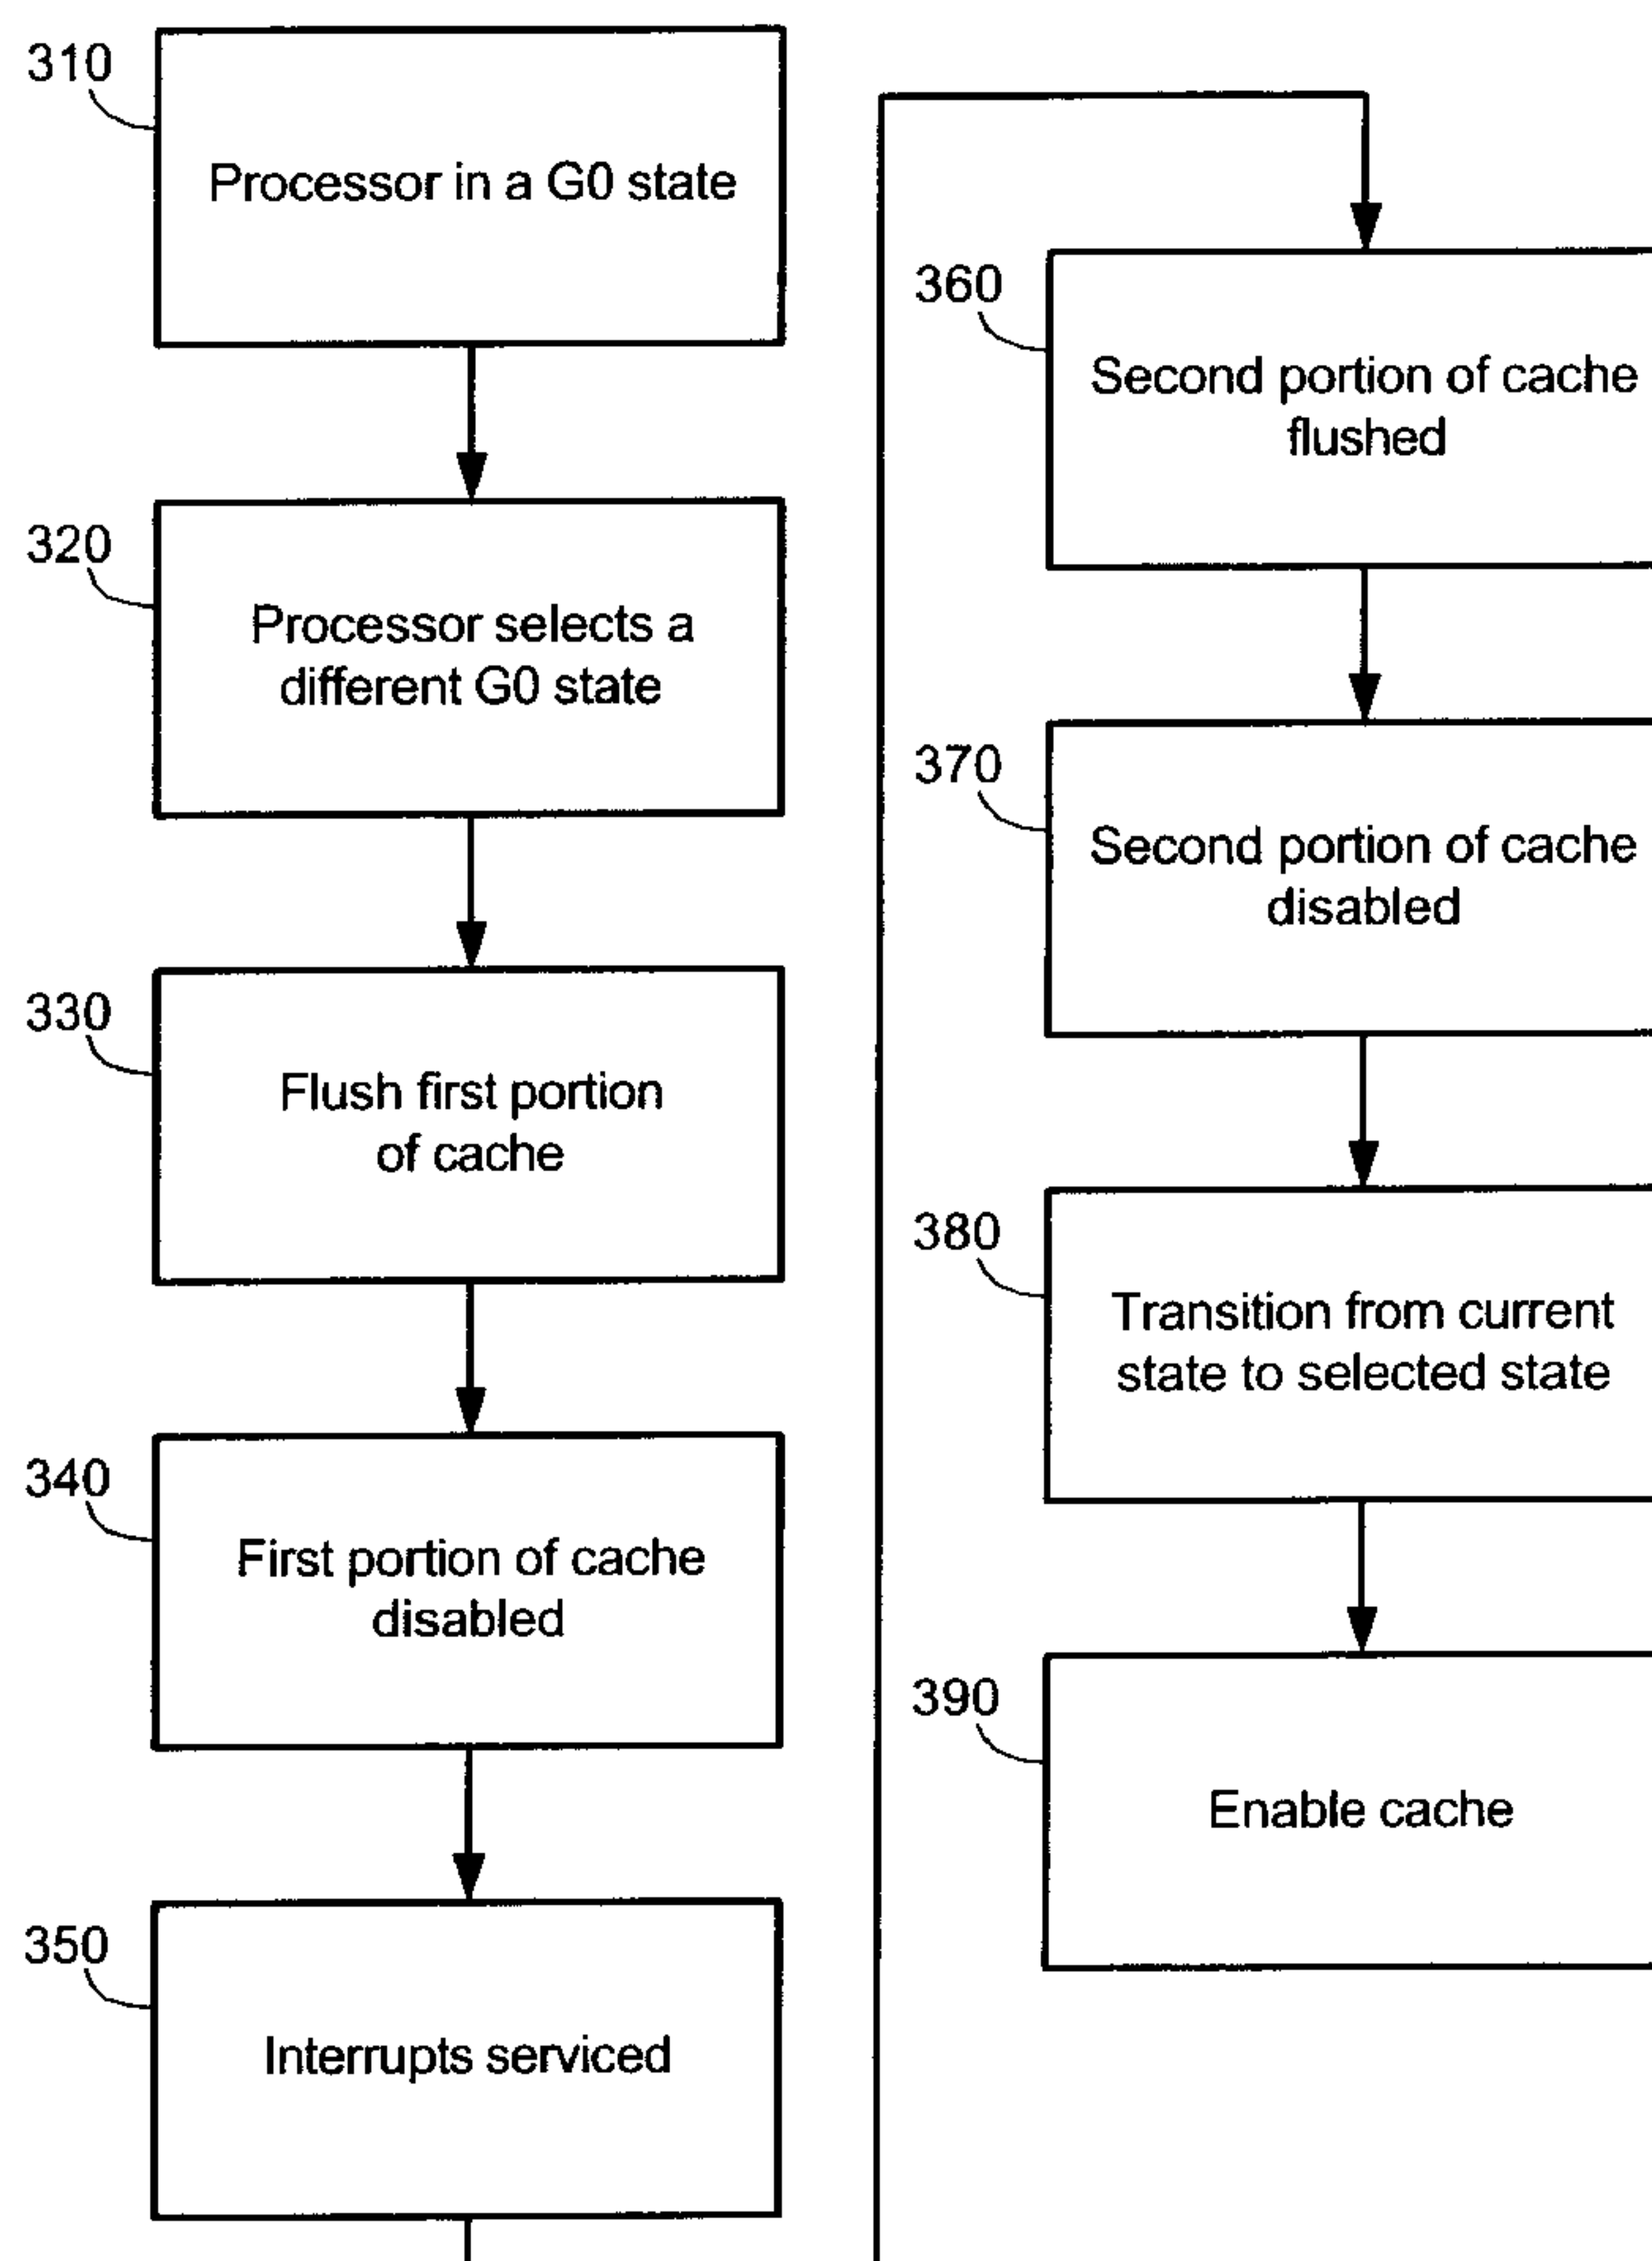 310
Processor in a G0 state
320
Processor selects a
different G0 state
330
Flush first portion
of cache
340
First portion of cache
disabled
350
Interrupts serviced
360
Second portion of cache
flushed
370
Second portion of cache
disabled
380
Transition from current
state to selected state
390
Enable cache